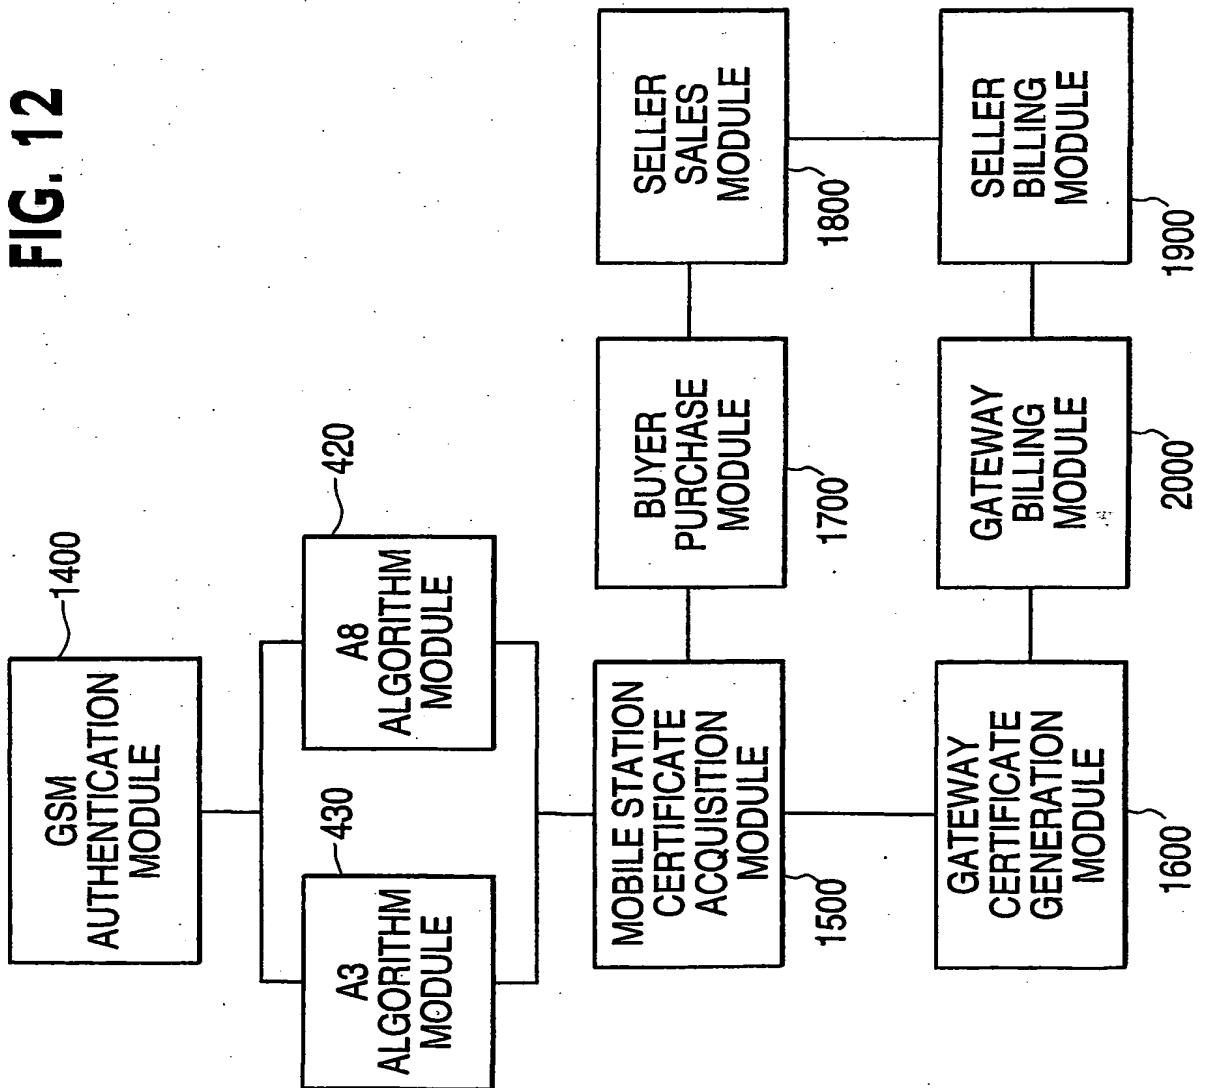 FIG. 12
GSM
AUTHENTICATION
MODULE
1400
A3
ALGORITHM
MODULE
430
A8
ALGORITHM
MODULE
420
MOBILE STATION
CERTIFICATE
ACQUISITION
MODULE
1500
BUYER
PURCHASE
MODULE
1700
SELLER
SALES
MODULE
1800
GATEWAY
CERTIFICATE
GENERATION
MODULE
1600
GATEWAY
BILLING
MODULE
2000
SELLER
BILLING
MODULE
1900